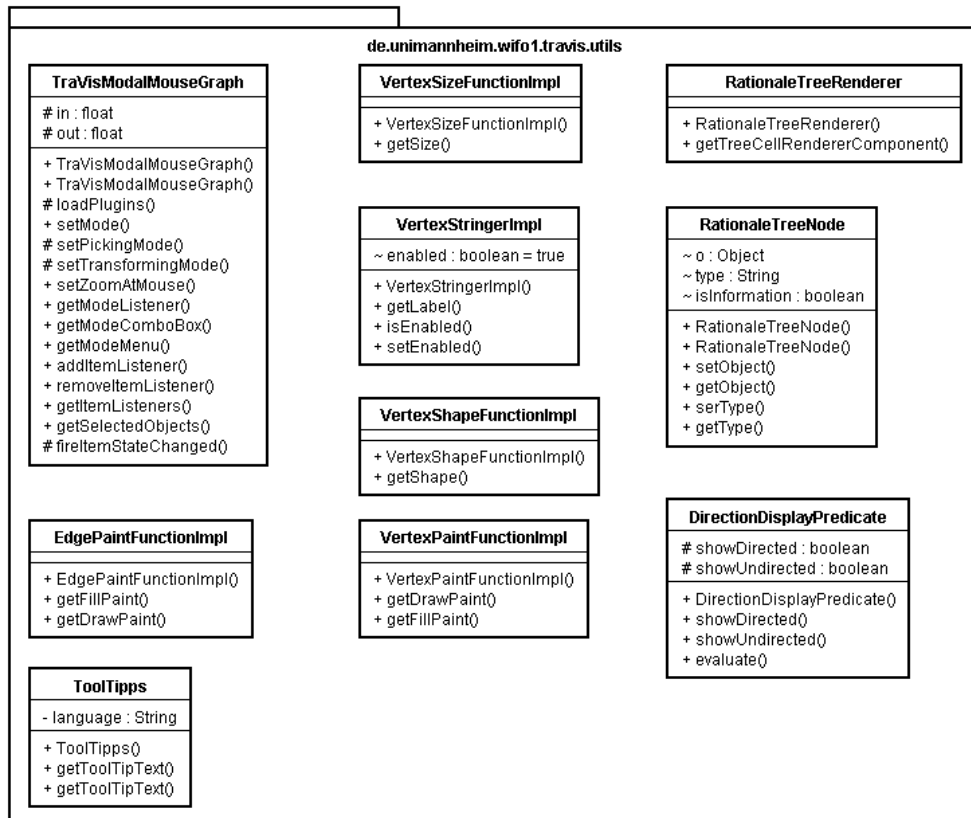 de.unimannheim.wifo1.travis.utils
TraVisModalMouseGraph
# in : float
# out : float
+ TraVisModalMouseGraph()
+ TraVisModalMouseGraph()
# loadPlugins()
+ setMode()
# setPickingMode()
# setTransformingMode()
+ setZoomAtMouse()
+ getModeListener()
+ getModeComboBox()
+ getModeMenu()
+ addItemListener()
+ removeItemListener()
+ getItemListeners()
+ getSelectedObjects()
# fireItemStateChanged()
VertexSizeFunctionImpl
+ VertexSizeFunctionImpl()
+ getSize()
RationaleTreeRenderer
+ RationaleTreeRenderer()
+ getTreeCellRendererComponent()
VertexStringerImpl
~ enabled : boolean = true
+ VertexStringerImpl()
+ getLabel()
+ isEnabled()
+ setEnabled()
RationaleTreeNode
~ o : Object
~ type : String
~ isInformation : boolean
+ RationaleTreeNode()
+ RationaleTreeNode()
+ setObject()
+ getObject()
+ serType()
+ getType()
VertexShapeFunctionImpl
+ VertexShapeFunctionImpl()
+ getShape()
EdgePaintFunctionImpl
+ EdgePaintFunctionImpl()
+ getFillPaint()
+ getDrawPaint()
VertexPaintFunctionImpl
+ VertexPaintFunctionImpl()
+ getDrawPaint()
+ getFillPaint()
DirectionDisplayPredicate
# showDirected : boolean
# showUndirected : boolean
+ DirectionDisplayPredicate()
+ showDirected()
+ showUndirected()
+ evaluate()
ToolTipps
- language : String
+ ToolTipps()
+ getToolTipText()
+ getToolTipText()